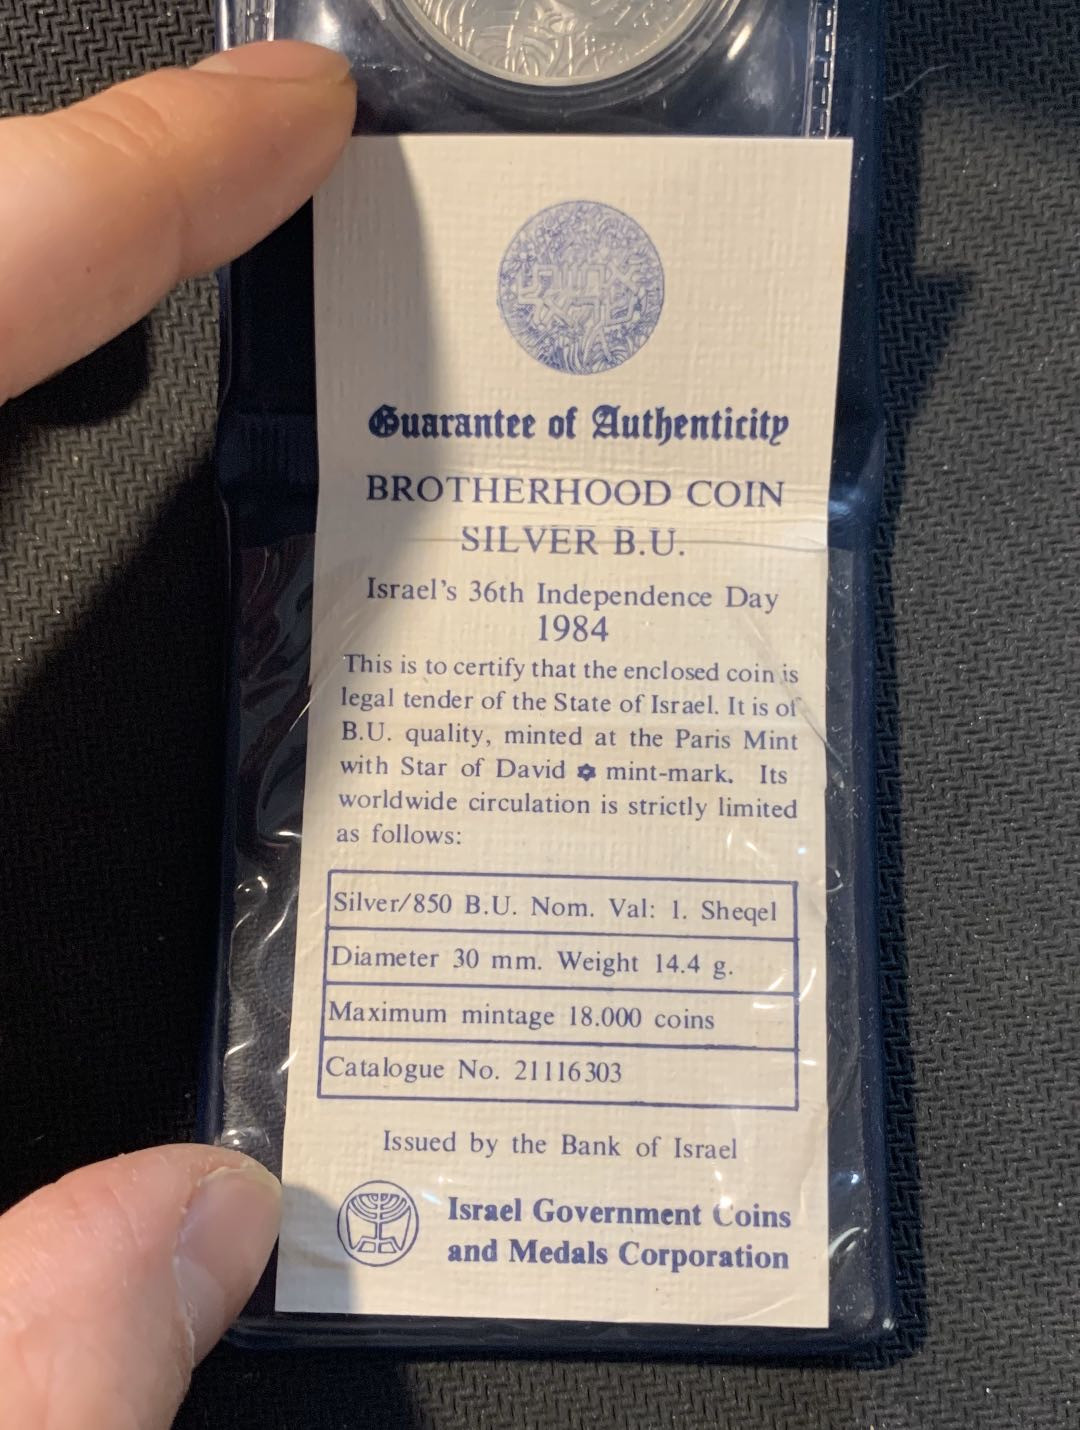 Guarantee of Authenticity
BROTHERHOOD COIN
SILVER B.U.
Israel's 36th Independence Day
1984
This is to certify that the enclosed coin is
legal tender of the State of Israel. It is of
B.U. quality, minted at the Paris Mint
with Star of David ✡ mint-mark. Its
worldwide circulation is strictly limited
as follows:
Silver/850 B.U. Nom. Val: 1. Sheqel
Diameter 30 mm. Weight 14.4 g.
Maximum mintage 18.000 coins
Catalogue No. 21116303
Issued by the Bank of Israel
Israel Government Coins
and Medals Corporation